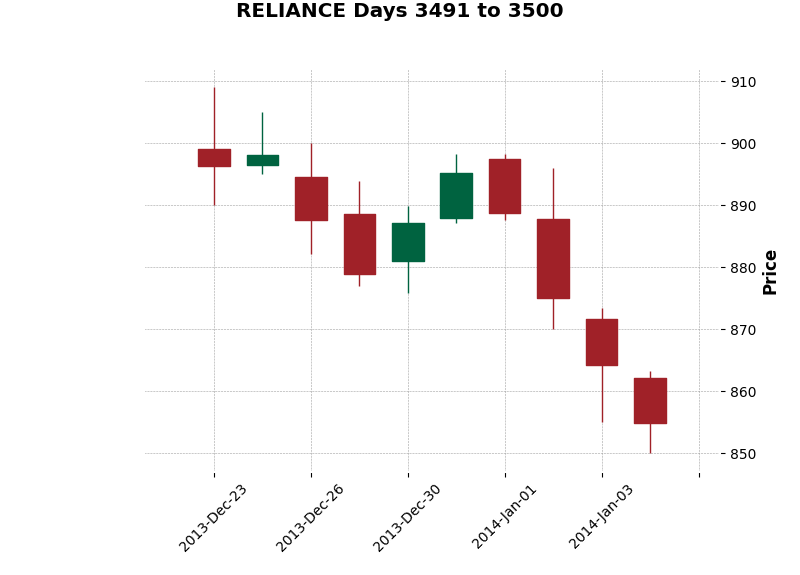 RELIANCE Days 3491 to 3500
910
900
890
880
870
860
850
Price
2013-Dec-23
2013-Dec-26
2013-Dec-30
2014-Jan-01
2014-Jan-03